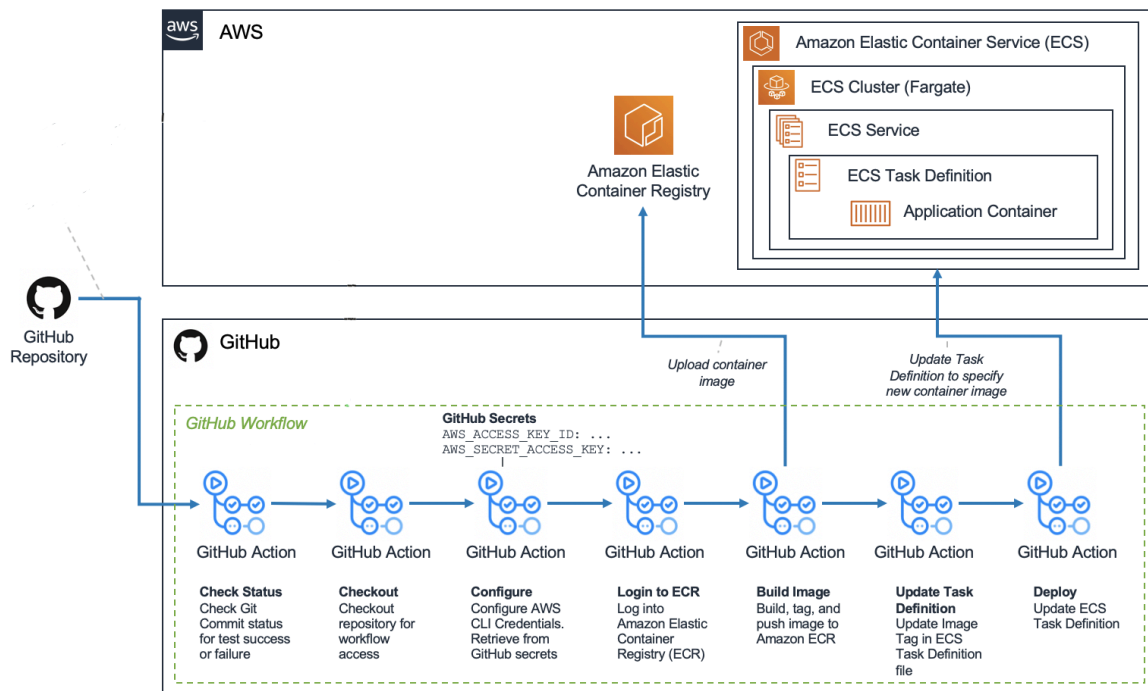 aws
AWS
Amazon Elastic Container Service (ECS)
ECS Cluster (Fargate)
ECS Service
ECS Task Definition
Application Container
Amazon Elastic
Container Registry
GitHub
Repository
GitHub
Upload container
image
Update Task
Definition to specify
new container image
GitHub Workflow
GitHub Secrets
AWS_ACCESS_KEY_ID: ...
AWS_SECRET_ACCESS_KEY: ...
GitHub Action
GitHub Action
GitHub Action
GitHub Action
GitHub Action
GitHub Action
GitHub Action
Check Status
Check Git
Commit status
for test success
or failure
Checkout
Checkout
repository for
workflow
access
Configure
Configure AWS
CLI Credentials.
Retrieve from
GitHub secrets
Login to ECR
Log into
Amazon Elastic
Container
Registry (ECR)
Build Image
Build, tag, and
push image to
Amazon ECR
Update Task
Definition
Update Image
Tag in ECS
Task Definition
file
Deploy
Update ECS
Task Definition